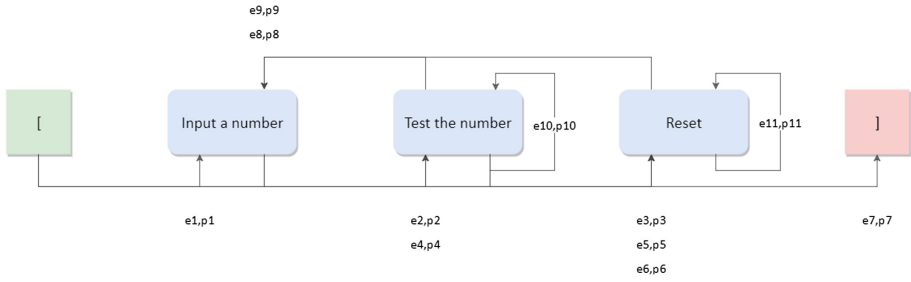 e9,p9
e8,p8
[
Input a number
Test the number
e10,p10
Reset
e11,p11
]
e1,p1
e2,p2
e4,p4
e3,p3
e5,p5
e6,p6
e7,p7